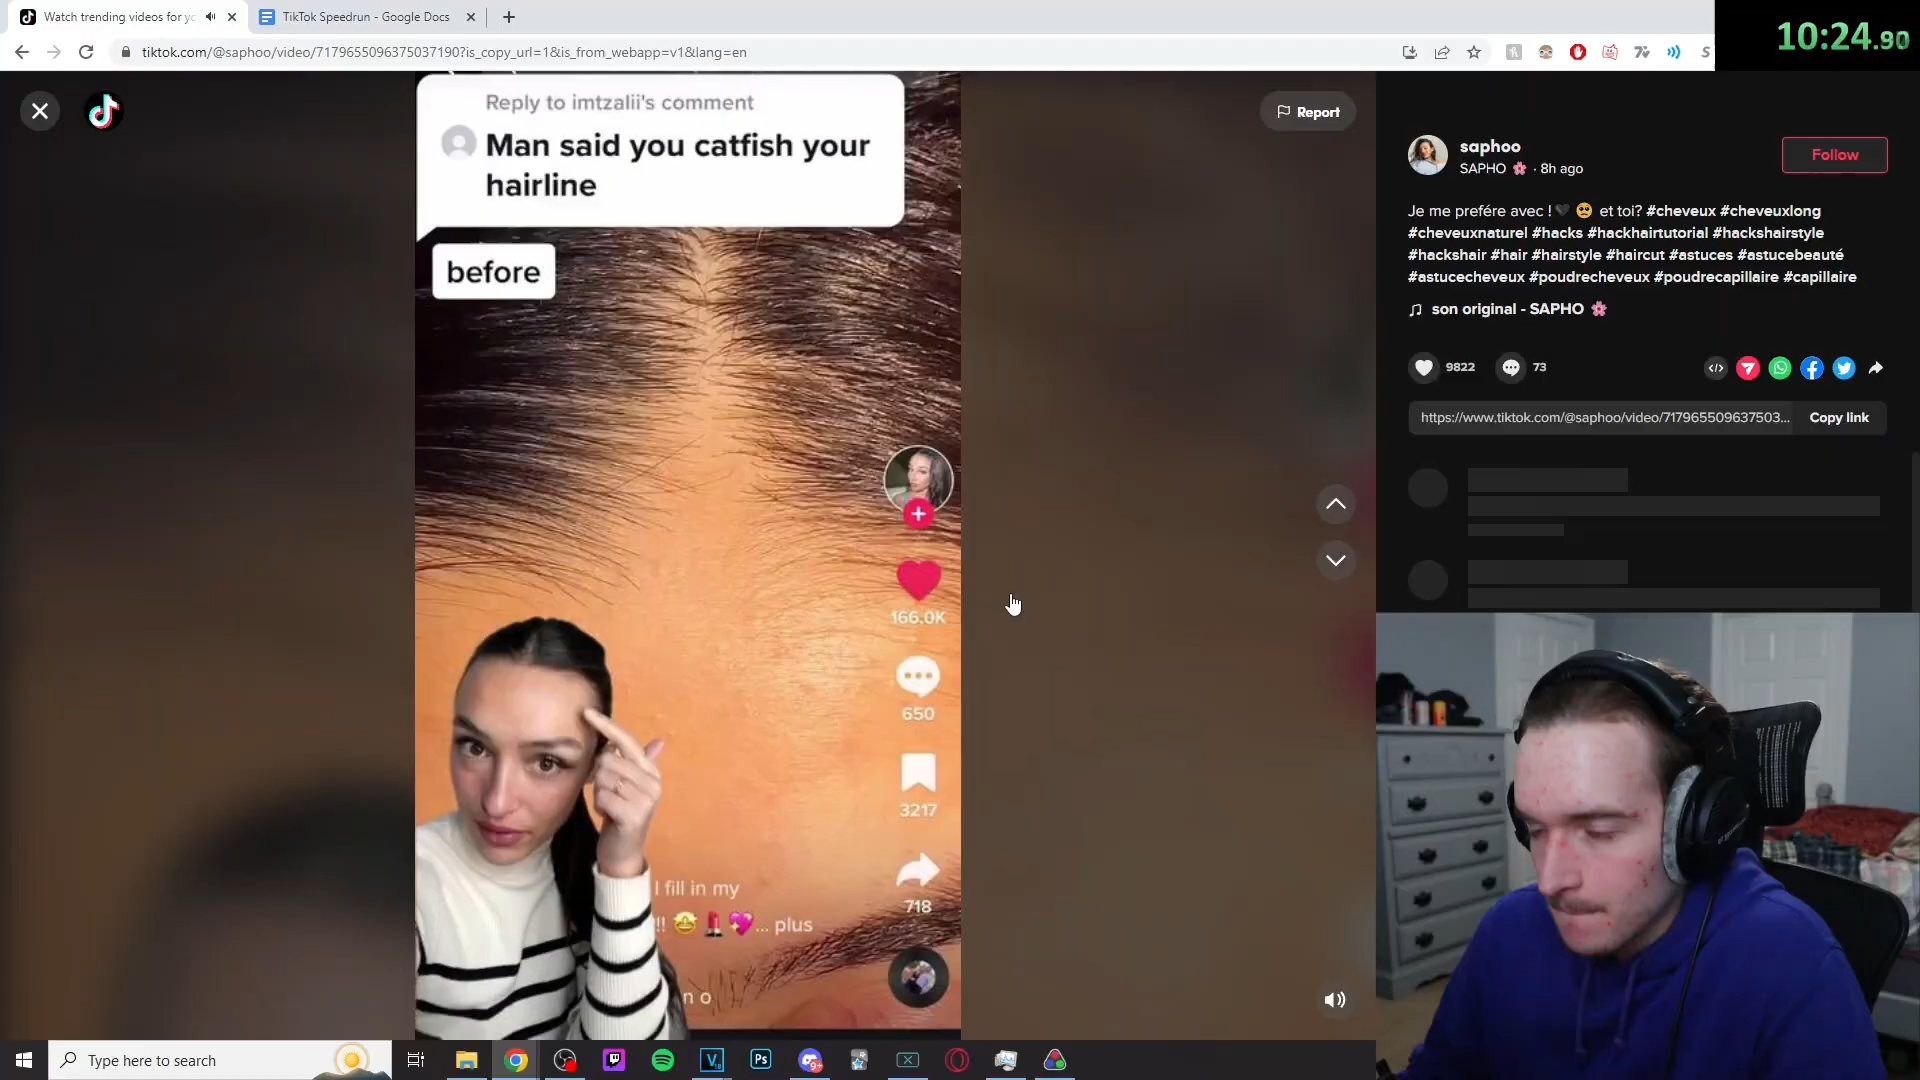 Watch trending videos for yo
TikTok Speedrun - Google Docs
10:24.90
tiktok.com/@saphoo/video/7179655096375037190?is_copy_url=1&is_from_webapp=v1&lang=en
Reply to imtzalii's comment
Man said you catfish your
hairline
before
166.0K
650
3217
718
I fill in my
!! 🤩💄💖... plus
n o
Report
saphoo
SAPHO 🌸 · 8h ago
Follow
Je me prefére avec !🖤 🥺 et toi? #cheveux #cheveuxlong
#cheveuxnaturel #hacks #hackhairtutorial #hackshairstyle
#hackshair #hair #hairstyle #haircut #astuces #astucebeauté
#astucecheveux #poudrecheveux #poudrecapillaire #capillaire
son original - SAPHO 🌸
9822
73
https://www.tiktok.com/@saphoo/video/717965509637503...
Copy link
Type here to search